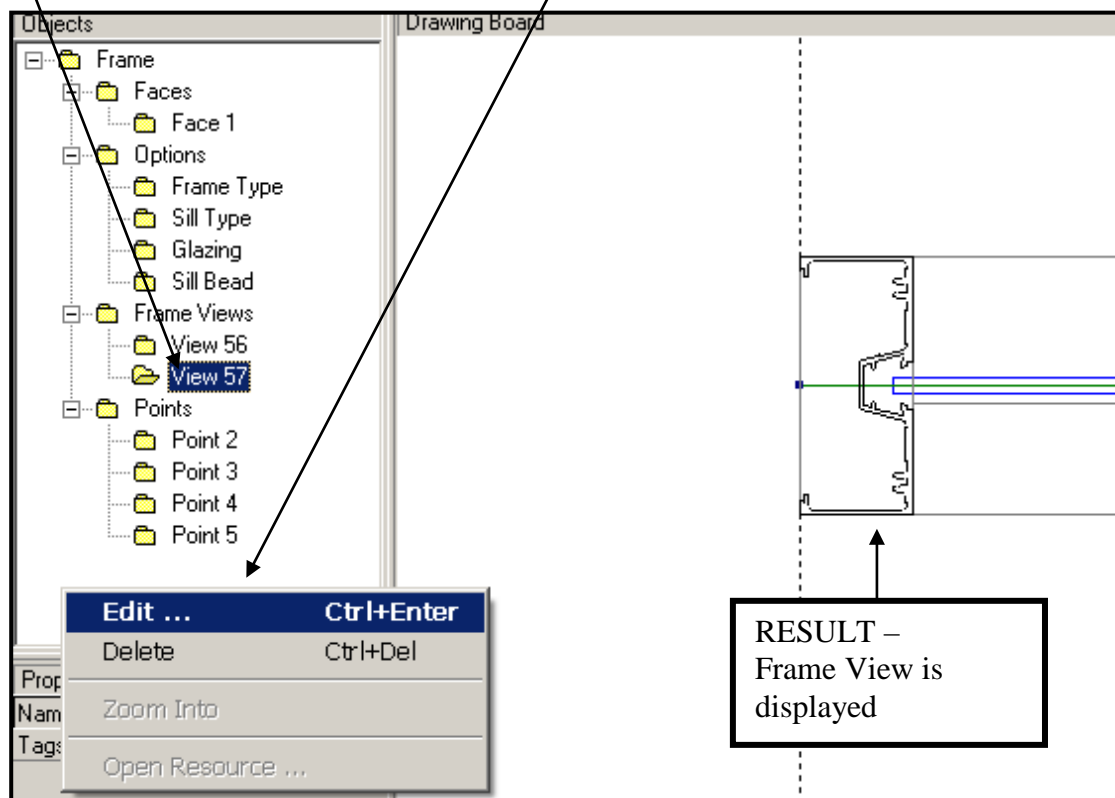 Objects
Drawing Board
Frame
Faces
Face 1
Options
Frame Type
Sill Type
Glazing
Sill Bead
Frame Views
View 56
View 57
Points
Point 2
Point 3
Point 4
Point 5
Edit ... Ctrl+Enter
Delete Ctrl+Del
Zoom Into
Open Resource ...
Prop
Nam
Tags
RESULT –
Frame View is
displayed